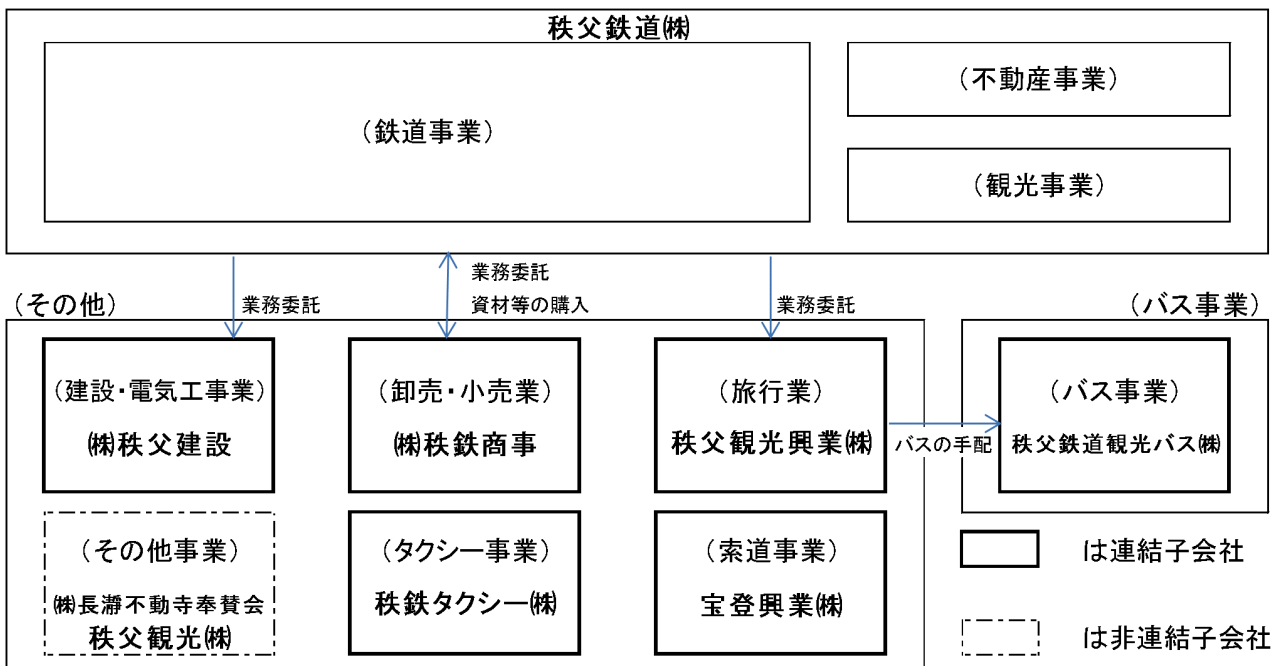 秩父鉄道㈱
（鉄道事業）
（不動産事業）
（観光事業）
業務委託
業務委託
資材等の購入
業務委託
（その他）
（バス事業）
（建設・電気工事業）
㈱秩父建設
（卸売・小売業）
㈱秩鉄商事
（旅行業）
秩父観光興業㈱
バスの手配
（バス事業）
秩父鉄道観光バス㈱
（その他事業）
㈱長瀞不動寺奉賛会
秩父観光㈱
（タクシー事業）
秩鉄タクシー㈱
（索道事業）
宝登興業㈱
は連結子会社
は非連結子会社